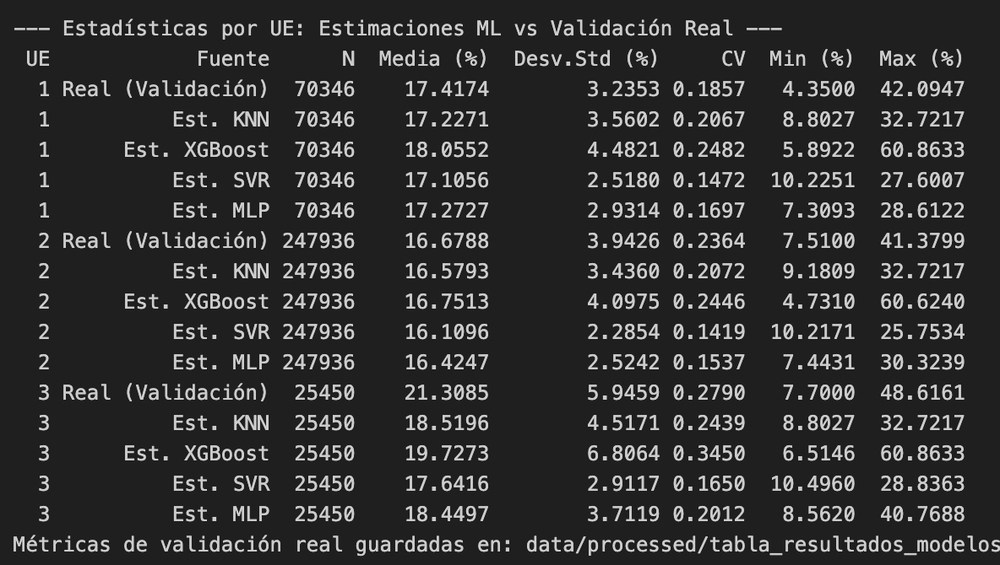 --- Estadísticas por UE: Estimaciones ML vs Validación Real ---
UE Fuente N Media (%) Desv.Std (%) CV Min (%) Max (%)
1 Real (Validación) 70346 17.4174 3.2353 0.1857 4.3500 42.0947
1 Est. KNN 70346 17.2271 3.5602 0.2067 8.8027 32.7217
1 Est. XGBoost 70346 18.0552 4.4821 0.2482 5.8922 60.8633
1 Est. SVR 70346 17.1056 2.5180 0.1472 10.2251 27.6007
1 Est. MLP 70346 17.2727 2.9314 0.1697 7.3093 28.6122
2 Real (Validación) 247936 16.6788 3.9426 0.2364 7.5100 41.3799
2 Est. KNN 247936 16.5793 3.4360 0.2072 9.1809 32.7217
2 Est. XGBoost 247936 16.7513 4.0975 0.2446 4.7310 60.6240
2 Est. SVR 247936 16.1096 2.2854 0.1419 10.2171 25.7534
2 Est. MLP 247936 16.4247 2.5242 0.1537 7.4431 30.3239
3 Real (Validación) 25450 21.3085 5.9459 0.2790 7.7000 48.6161
3 Est. KNN 25450 18.5196 4.5171 0.2439 8.8027 32.7217
3 Est. XGBoost 25450 19.7273 6.8064 0.3450 6.5146 60.8633
3 Est. SVR 25450 17.6416 2.9117 0.1650 10.4960 28.8363
3 Est. MLP 25450 18.4497 3.7119 0.2012 8.5620 40.7688
Métricas de validación real guardadas en: data/processed/tabla_resultados_modelos